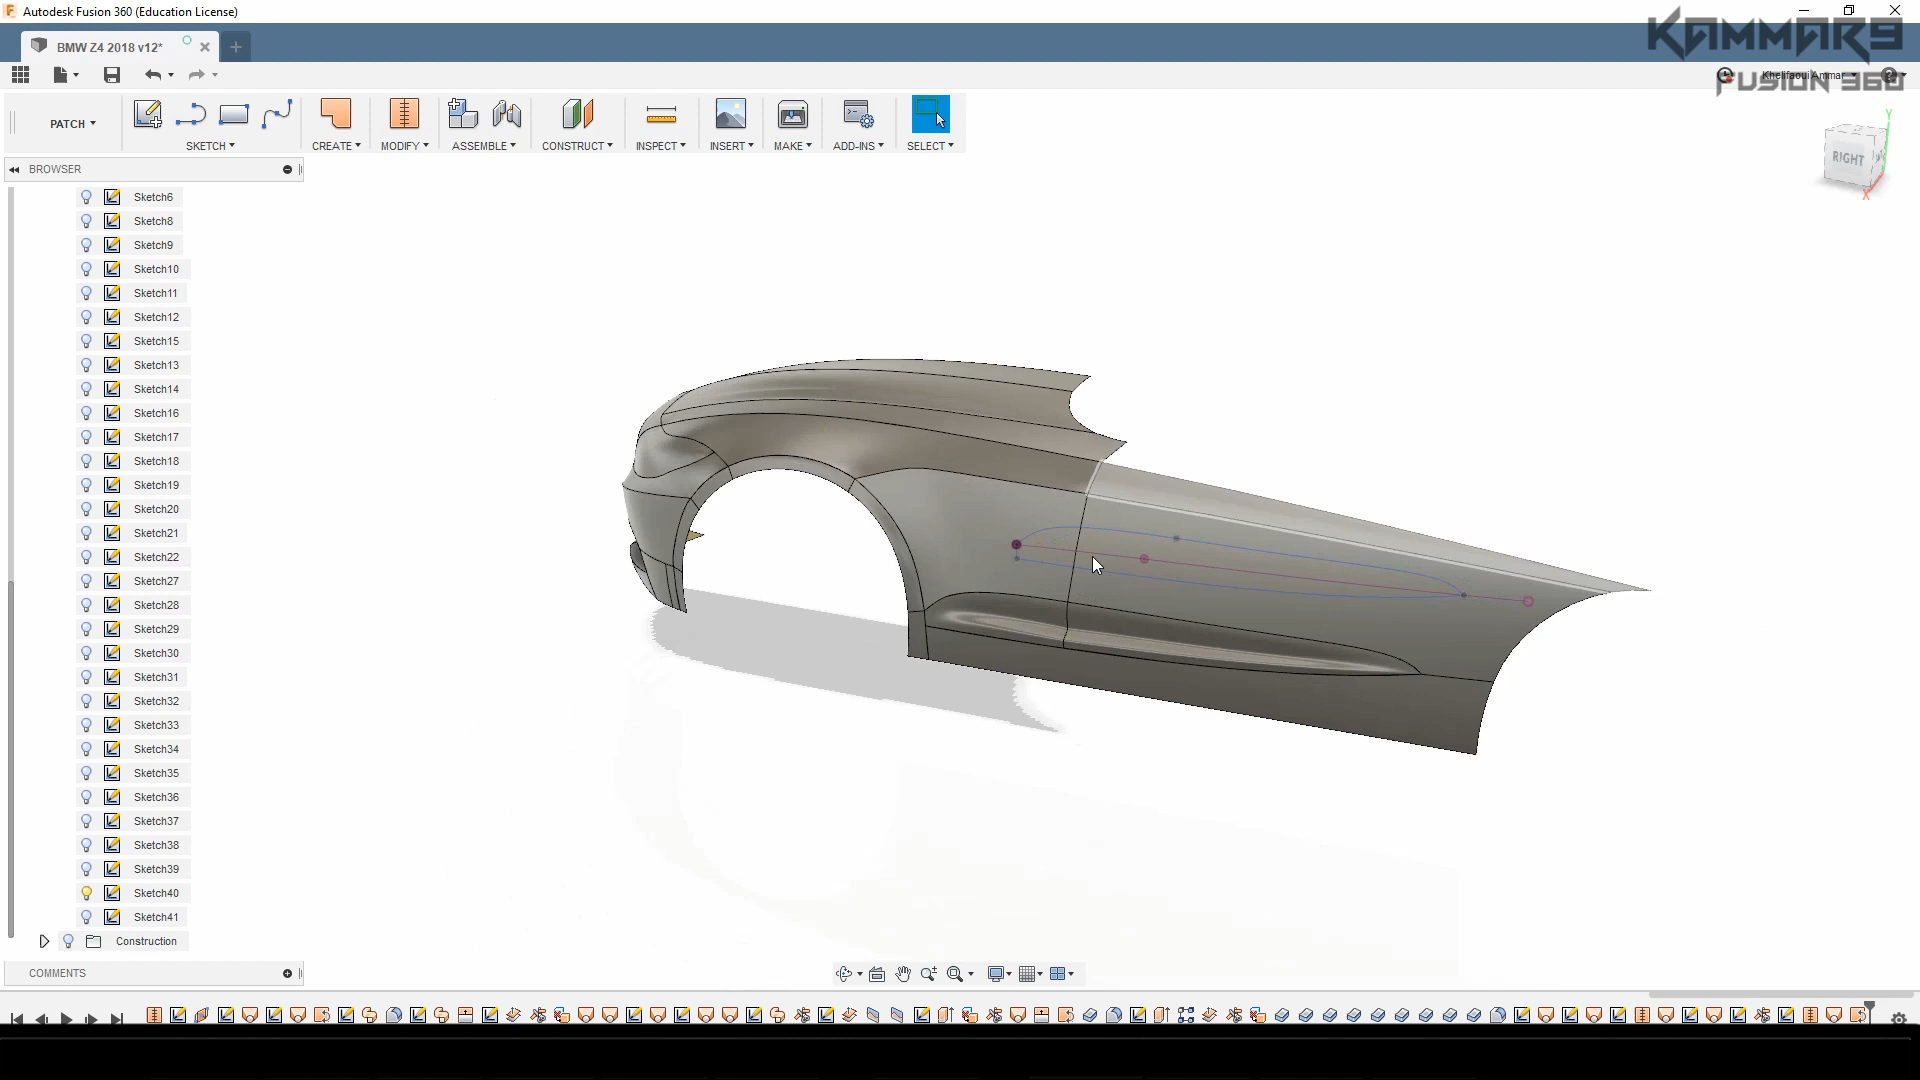 Autodesk Fusion 360 (Education License)
KAMMAR9
FUSION 360
BMW Z4 2018 v12*
Khelifaoui Ammar
PATCH
SKETCH
CREATE
MODIFY
ASSEMBLE
CONSTRUCT
INSPECT
INSERT
MAKE
ADD-INS
SELECT
BROWSER
RIGHT
Y
X
Sketch6
Sketch8
Sketch9
Sketch10
Sketch11
Sketch12
Sketch15
Sketch13
Sketch14
Sketch16
Sketch17
Sketch18
Sketch19
Sketch20
Sketch21
Sketch22
Sketch27
Sketch28
Sketch29
Sketch30
Sketch31
Sketch32
Sketch33
Sketch34
Sketch35
Sketch36
Sketch37
Sketch38
Sketch39
Sketch40
Sketch41
Construction
COMMENTS